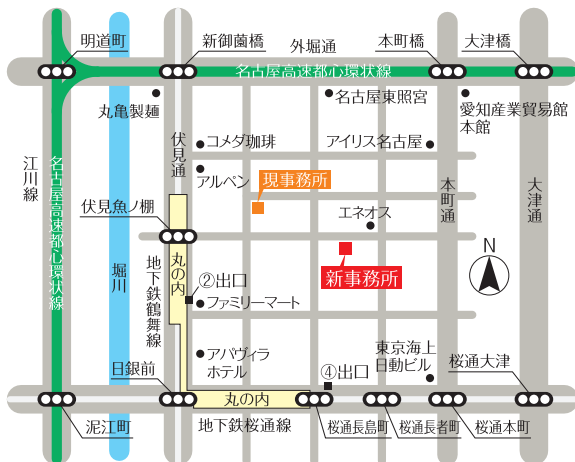 外堀通
明道町
新御薗橋
本町橋
大津橋
名古屋高速都心環状線
丸亀製麺
名古屋東照宮
愛知産業貿易館
本館
伏見通
コメダ珈琲
アイリス名古屋
江川線
名古屋高速都心環状線
アルペン
現事務所
本町通
大津通
伏見魚ノ棚
エネオス
N
堀川
地下鉄鶴舞線
丸の内
②出口
新事務所
ファミリーマート
アパヴィラ
ホテル
東京海上
日動ビル
日銀前
④出口
桜通大津
丸の内
泥江町
地下鉄桜通線
桜通長島町
桜通長者町
桜通本町